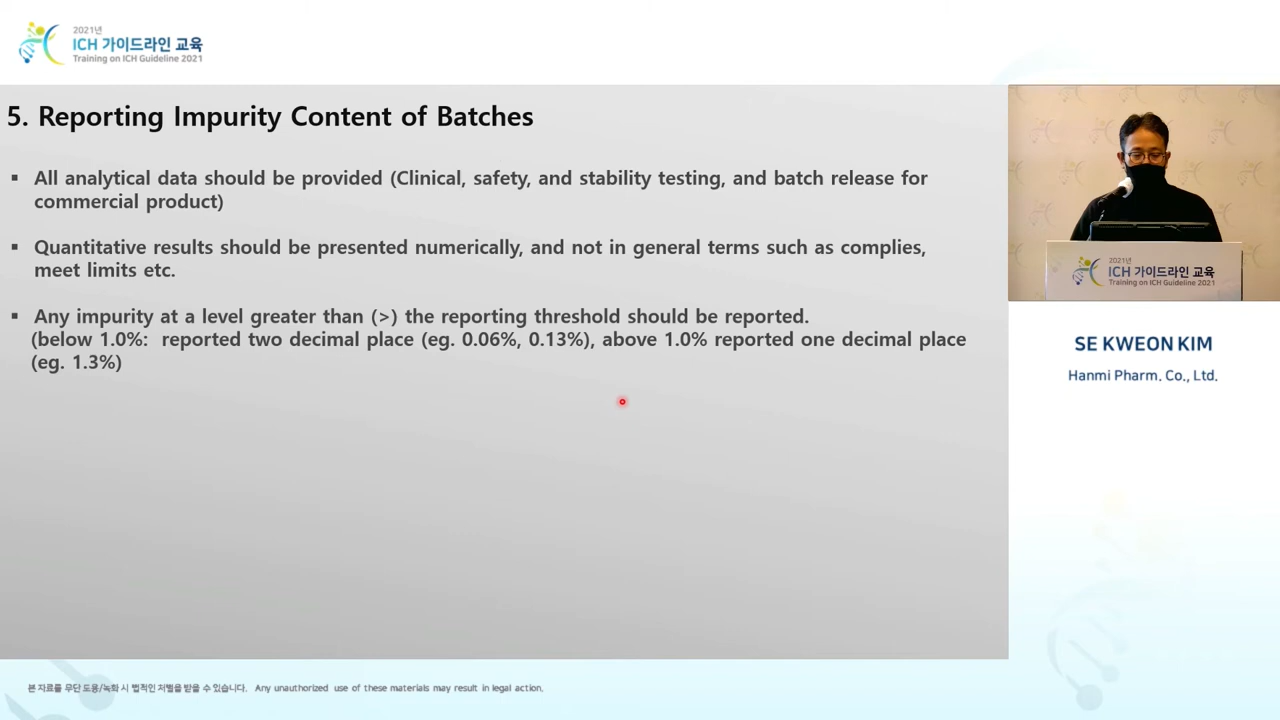 2021년
ICH 가이드라인 교육
Training on ICH Guideline 2021
5. Reporting Impurity Content of Batches
▪ All analytical data should be provided (Clinical, safety, and stability testing, and batch release for
commercial product)
▪ Quantitative results should be presented numerically, and not in general terms such as complies,
meet limits etc.
▪ Any impurity at a level greater than (>) the reporting threshold should be reported.
(below 1.0%: reported two decimal place (eg. 0.06%, 0.13%), above 1.0% reported one decimal place
(eg. 1.3%)
2021년
ICH 가이드라인 교육
Training on ICH Guideline 2021
SE KWEON KIM
Hanmi Pharm. Co., Ltd.
본 자료를 무단 도용/녹화 시 법적인 처벌을 받을 수 있습니다. Any unauthorized use of these materials may result in legal action.